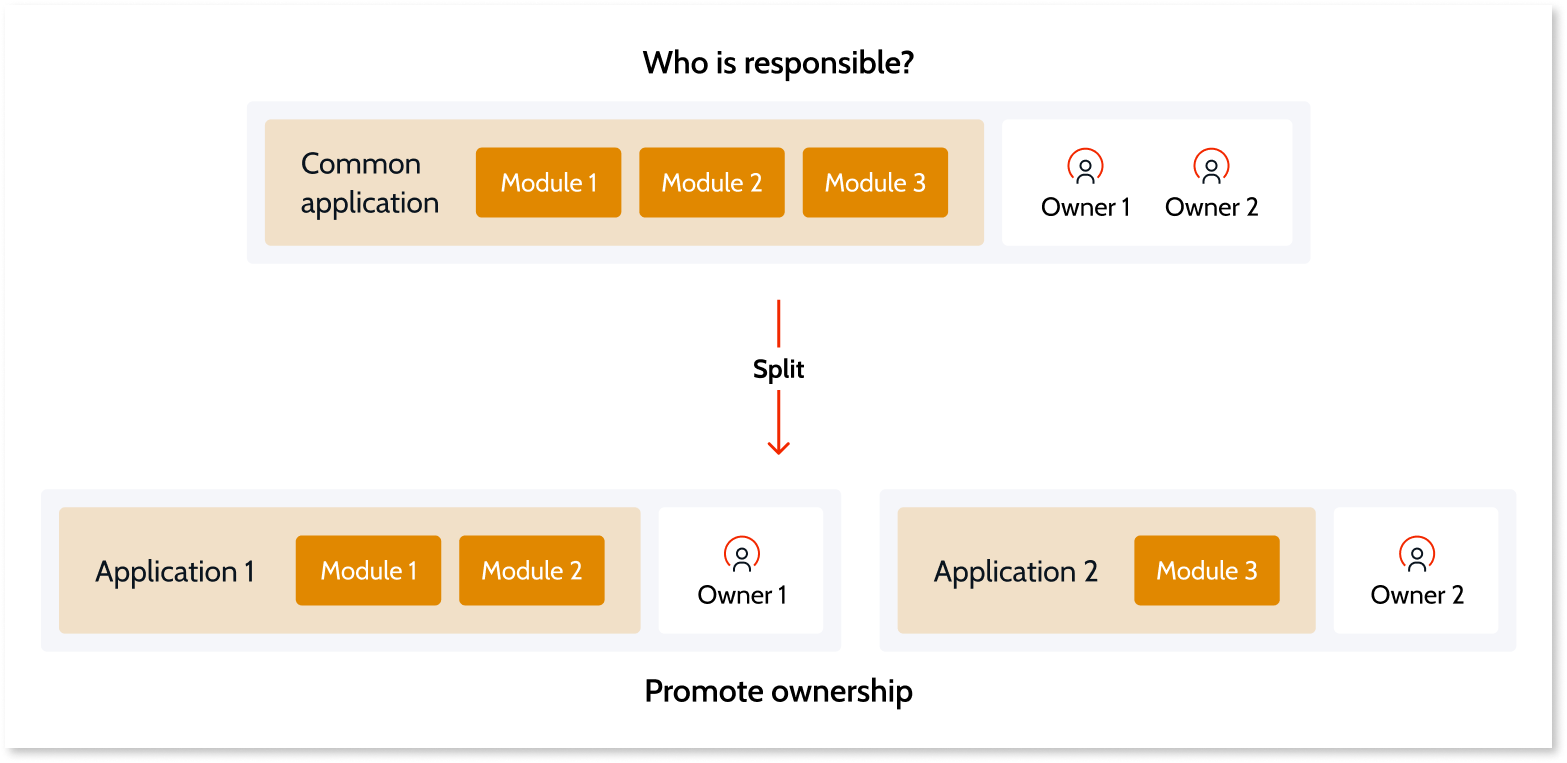 Who is responsible?
Common
application
Module 1
Module 2
Module 3
Owner 1
Owner 2
Split
Application 1
Module 1
Module 2
Owner 1
Application 2
Module 3
Owner 2
Promote ownership